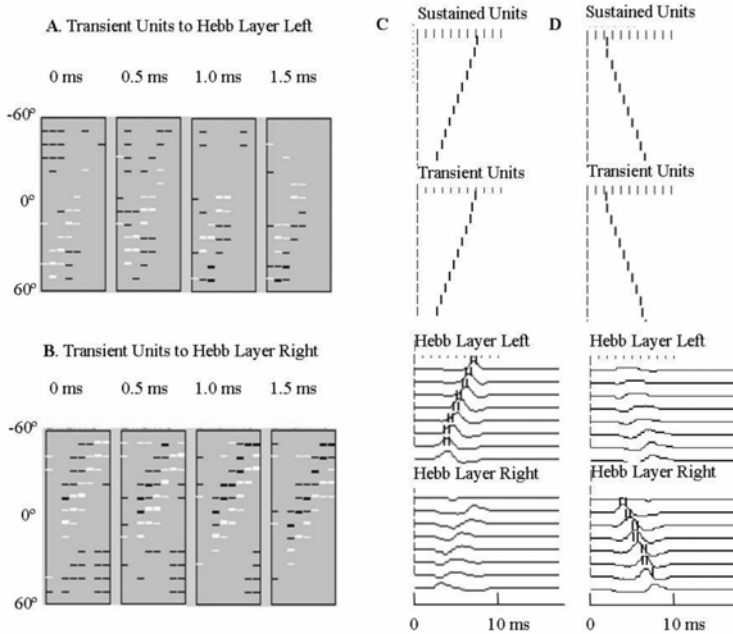 A. Transient Units to Hebb Layer Left
0 ms 0.5 ms 1.0 ms 1.5 ms
-60°
0°
60°
B. Transient Units to Hebb Layer Right
0 ms 0.5 ms 1.0 ms 1.5 ms
-60°
0°
60°
C
Sustained Units
Transient Units
Hebb Layer Left
Hebb Layer Right
0 10 ms
D
Sustained Units
Transient Units
Hebb Layer Left
Hebb Layer Right
0 10 ms